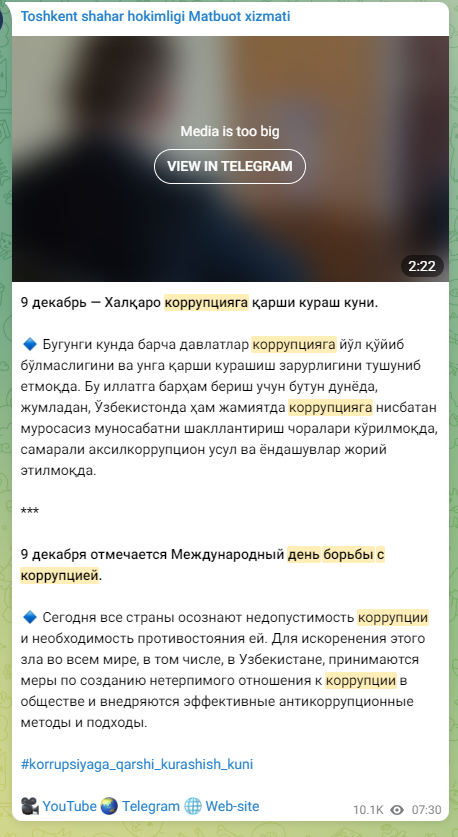 Toshkent shahar hokimligi Matbuot xizmati
Media is too big
VIEW IN TELEGRAM
2:22
9 декабрь — Халқаро коррупцияга қарши кураш куни.
🔹 Бугунги кунда барча давлатлар коррупцияга йўл қўйиб
бўлмаслигини ва унга қарши курашиш зарурлигини тушуниб
етмоқда. Бу иллатга барҳам бериш учун бутун дунёда,
жумладан, Ўзбекистонда ҳам жамиятда коррупцияга нисбатан
муросасиз муносабатни шакллантириш чоралари кўрилмоқда,
самарали аксилкоррупцион усул ва ёндашувлар жорий
этилмоқда.
***
9 декабря отмечается Международный день борьбы с
коррупцией.
🔹 Сегодня все страны осознают недопустимость коррупции
и необходимость противостояния ей. Для искоренения этого
зла во всем мире, в том числе, в Узбекистане, принимаются
меры по созданию нетерпимого отношения к коррупции в
обществе и внедряются эффективные антикоррупционные
методы и подходы.
#korrupsiyaga_qarshi_kurashish_kuni
🎥 YouTube 🌏 Telegram 🌐 Web-site
10.1K 07:30